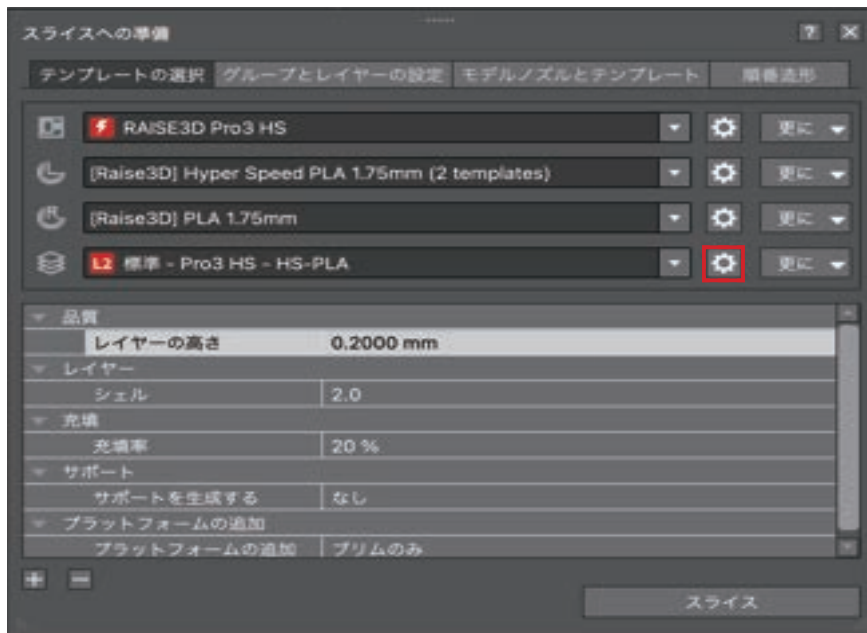 スライスへの準備
?
テンプレートの選択 グループとレイヤーの設定 モデルノズルとテンプレート 順番造形
RAISE3D Pro3 HS 更に
[Raise3D] Hyper Speed PLA 1.75mm (2 templates) 更に
R [Raise3D] PLA 1.75mm 更に
L2 標準 - Pro3 HS - HS-PLA 更に
品質
レイヤーの高さ 0.2000 mm
レイヤー
シェル 2.0
充填
充填率 20 %
サポート
サポートを生成する なし
プラットフォームの追加
プラットフォームの追加 ブリムのみ
スライス